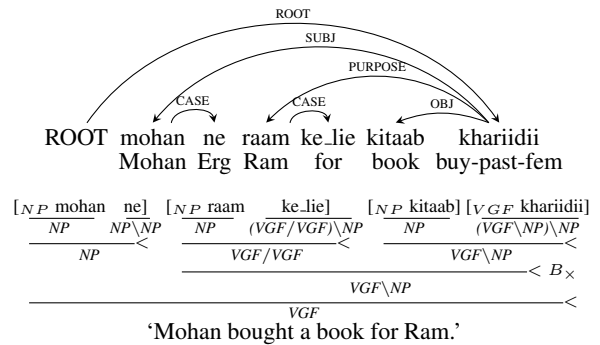 ROOT
SUBJ
PURPOSE
CASE CASE OBJ
ROOT mohan ne raam ke_lie kitaab khariidii
Mohan Erg Ram for book buy-past-fem
[NP mohan ne] [NP raam ke_lie] [NP kitaab] [VGF khariidii]
NP NP\NP NP (VGF/VGF)\NP NP (VGF\NP)\NP
< < <
NP VGF/VGF VGF\NP
< B×
VGF\NP
<
VGF
‘Mohan bought a book for Ram.’